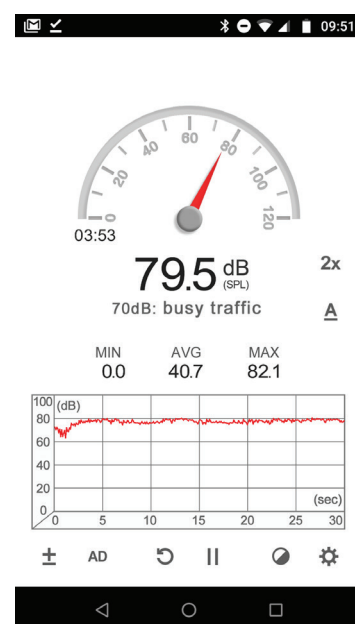 09:51
0
20
40
60
80
100
120
03:53
79.5 dB
(SPL)
2x
70dB: busy traffic
A
MIN AVG MAX
0.0 40.7 82.1
100 (dB)
80
60
40
20
(sec)
0
0 5 10 15 20 25 30
± AD